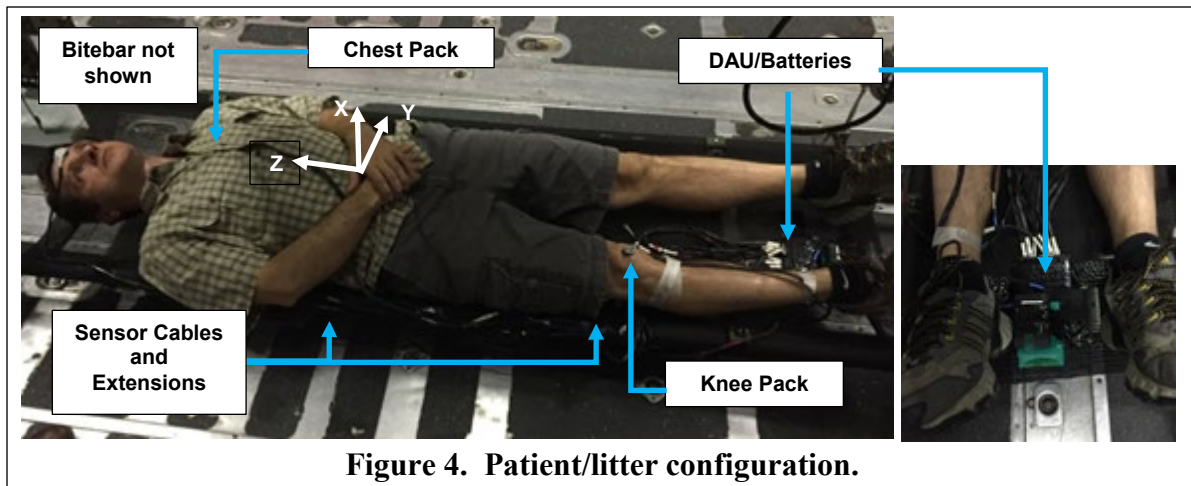 Bitebar not
shown
Chest Pack
DAU/Batteries
X
Y
Z
Sensor Cables
and
Extensions
Knee Pack
Figure 4.  Patient/litter configuration.